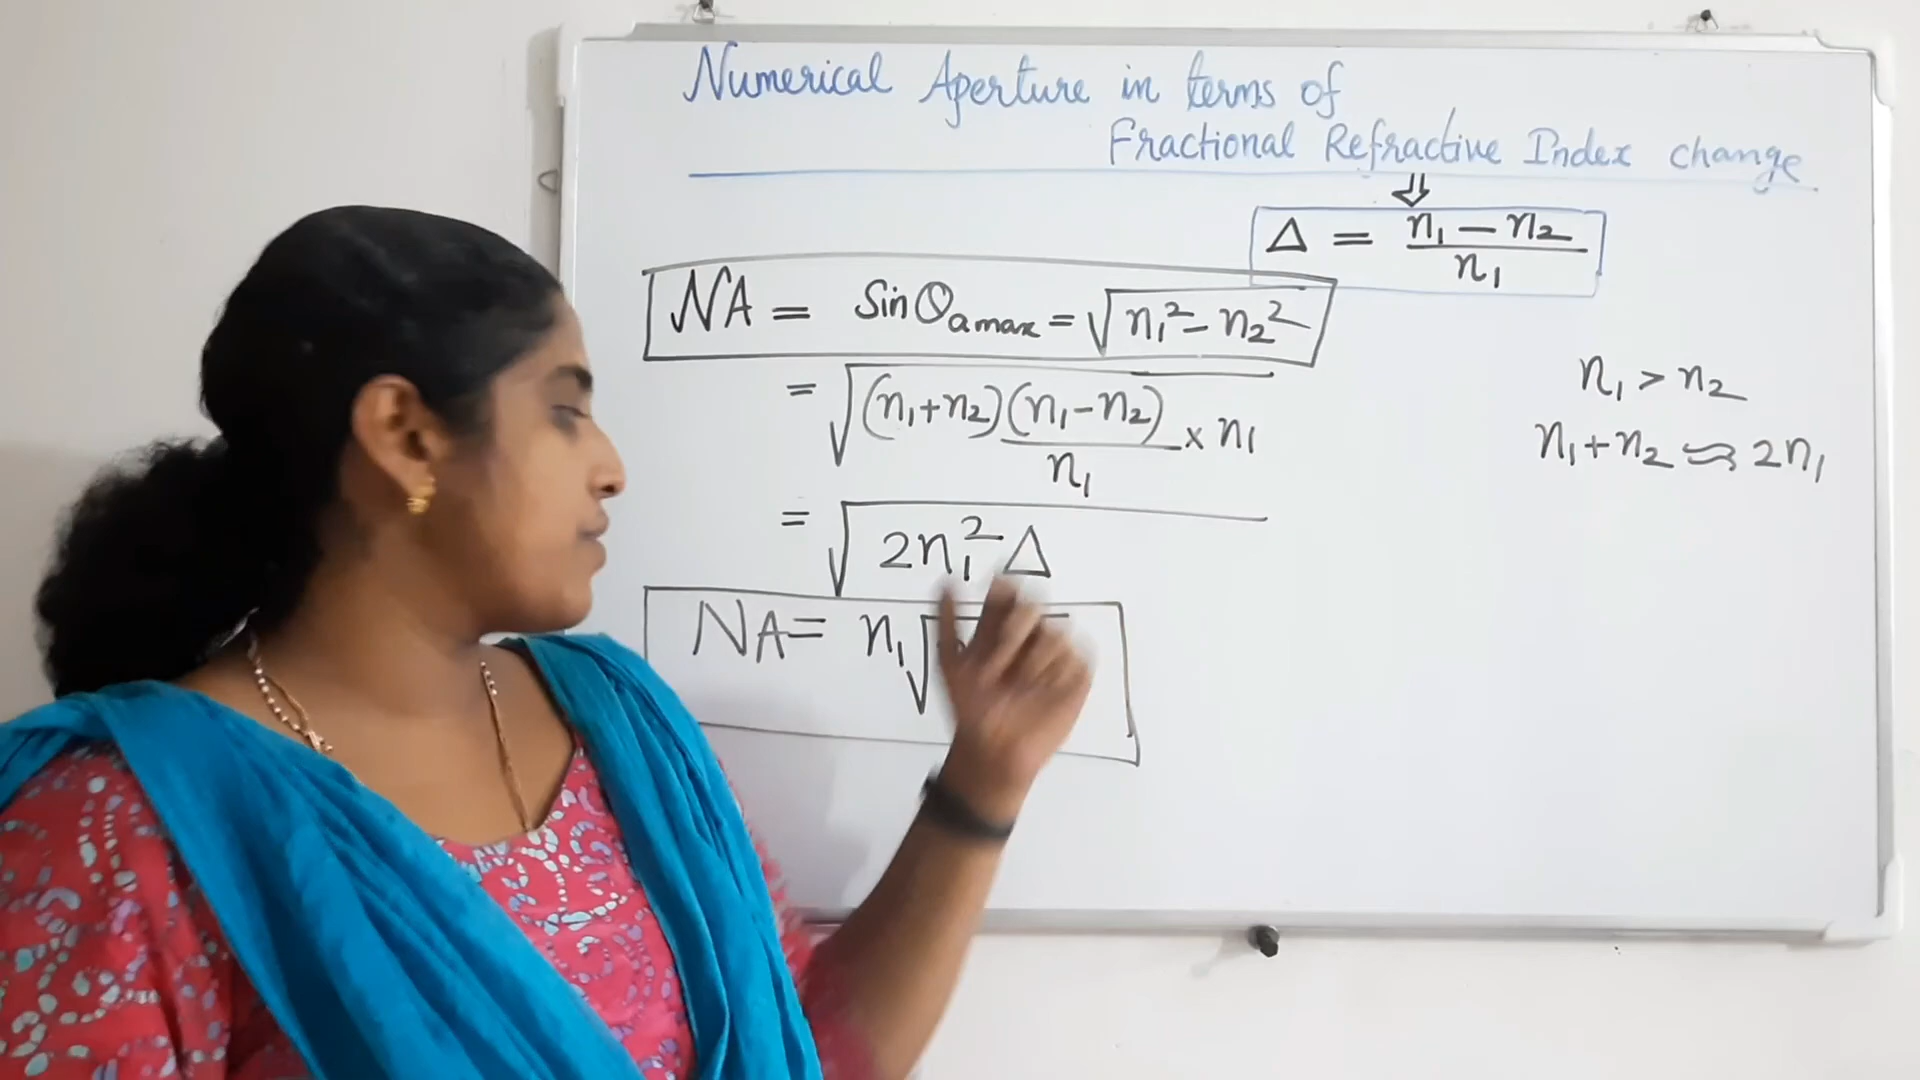 Numerical Aperture in terms of
Fractional Refractive Index change
⇓
Δ = (n₁ − n₂)/n₁
NA = Sin θₐ ₘₐₓ = √(n₁² − n₂²)
n₁ > n₂
= √((n₁+n₂) (n₁−n₂)/n₁ × n₁)
n₁ + n₂ ≈ 2n₁
= √(2n₁² Δ)
NA = n₁√